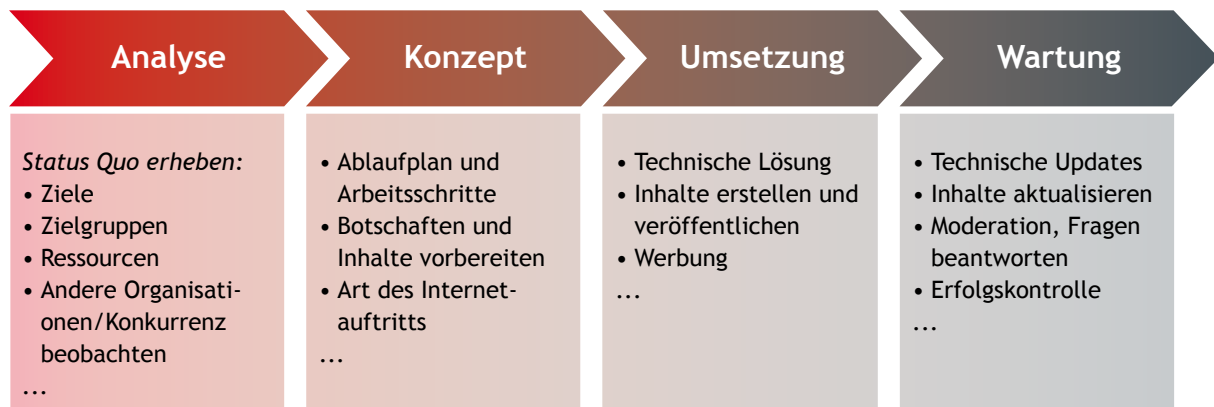 Analyse
Status Quo erheben:
• Ziele
• Zielgruppen
• Ressourcen
• Andere Organisati-
onen/Konkurrenz
beobachten
...
Konzept
• Ablaufplan und
Arbeitsschritte
• Botschaften und
Inhalte vorbereiten
• Art des Internet-
auftritts
...
Umsetzung
• Technische Lösung
• Inhalte erstellen und
veröffentlichen
• Werbung
...
Wartung
• Technische Updates
• Inhalte aktualisieren
• Moderation, Fragen
beantworten
• Erfolgskontrolle
...